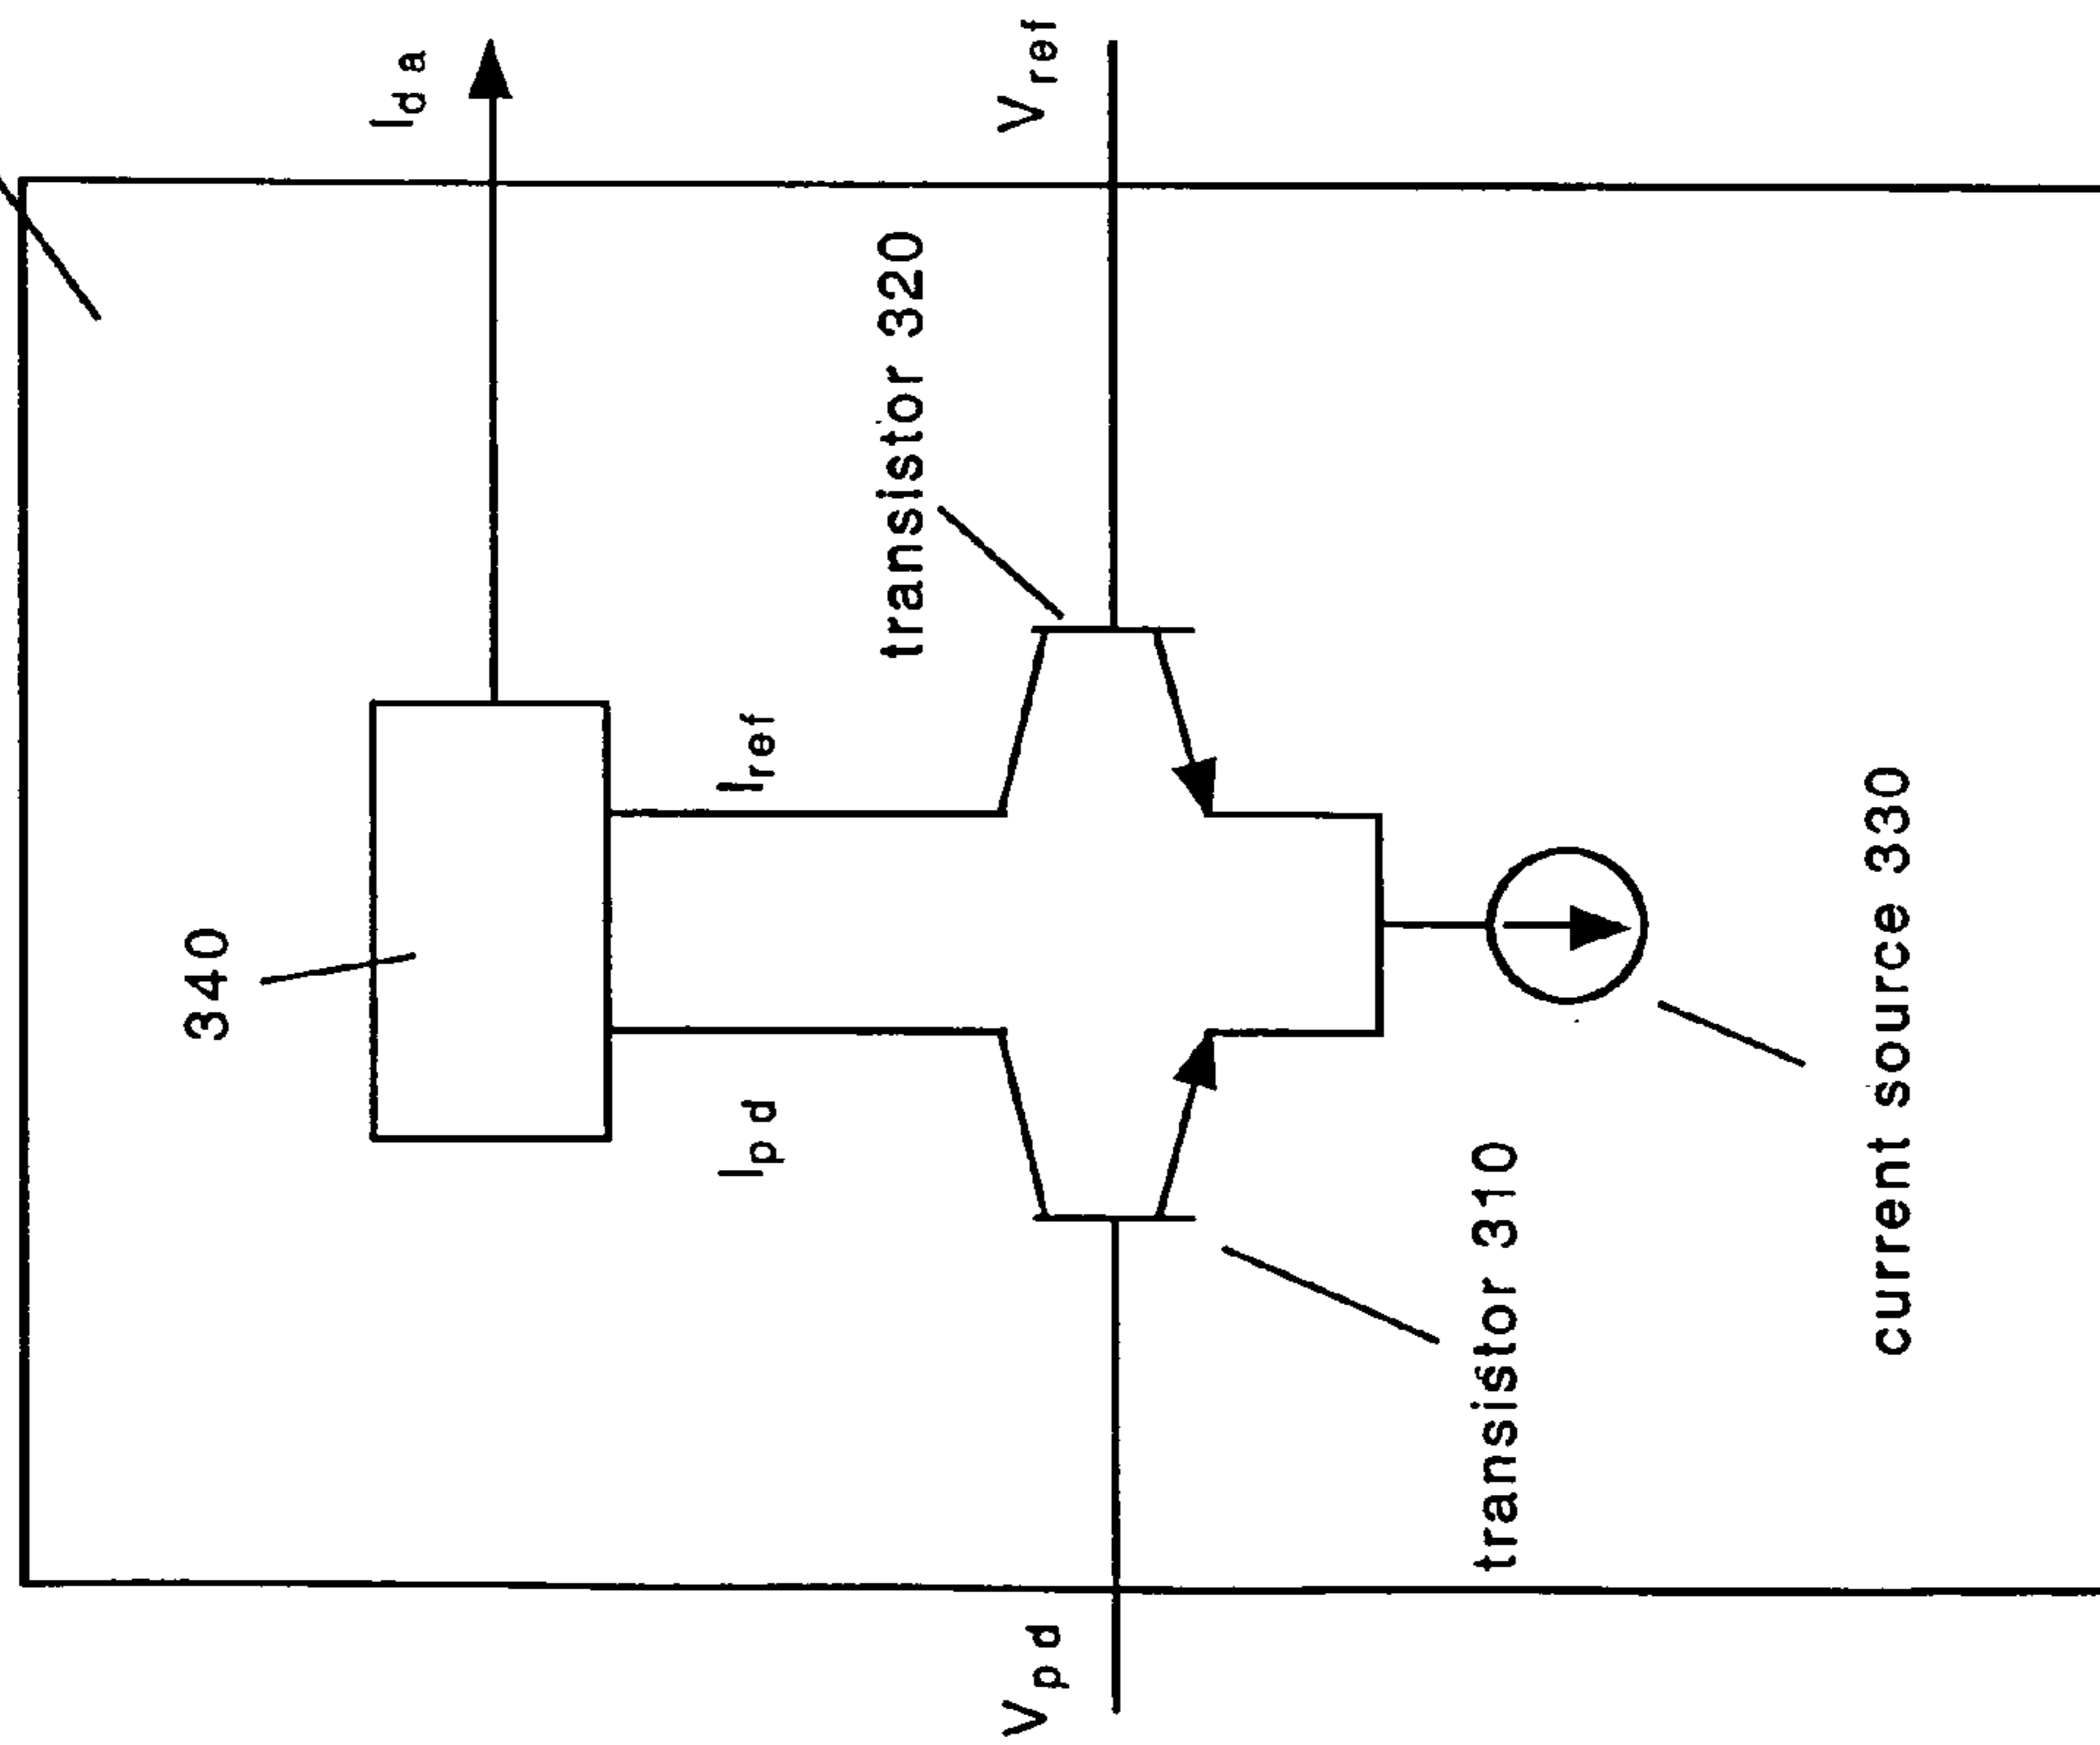 340
I_da
I_pd
I_ref
transistor 320
V_pd
V_ref
transistor 310
current source 330